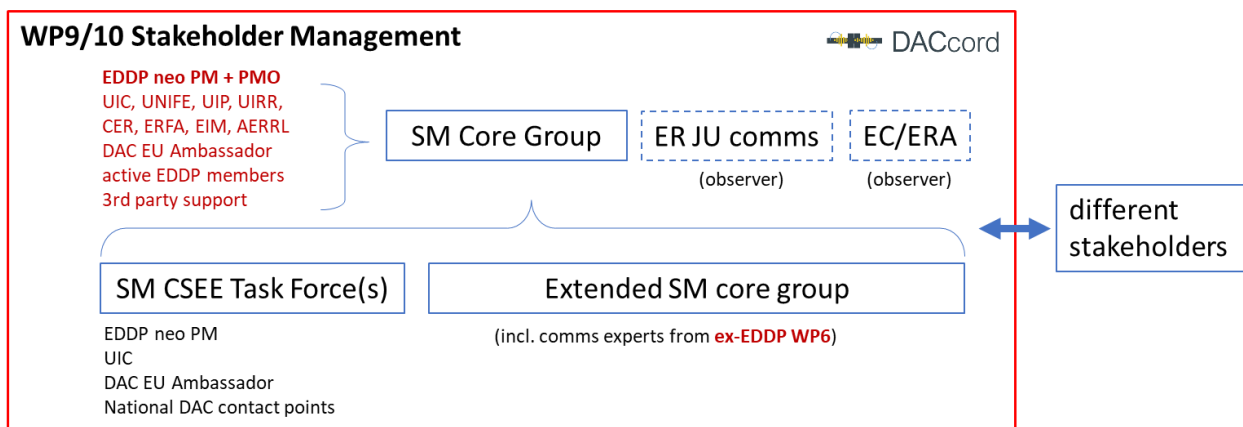 WP9/10 Stakeholder Management
DACcord
EDDP neo PM + PMO
UIC, UNIFE, UIP, UIRR,
CER, ERFA, EIM, AERRL
DAC EU Ambassador
active EDDP members
3rd party support
SM Core Group
ER JU comms
(observer)
EC/ERA
(observer)
different
stakeholders
SM CSEE Task Force(s)
EDDP neo PM
UIC
DAC EU Ambassador
National DAC contact points
Extended SM core group
(incl. comms experts from ex-EDDP WP6)